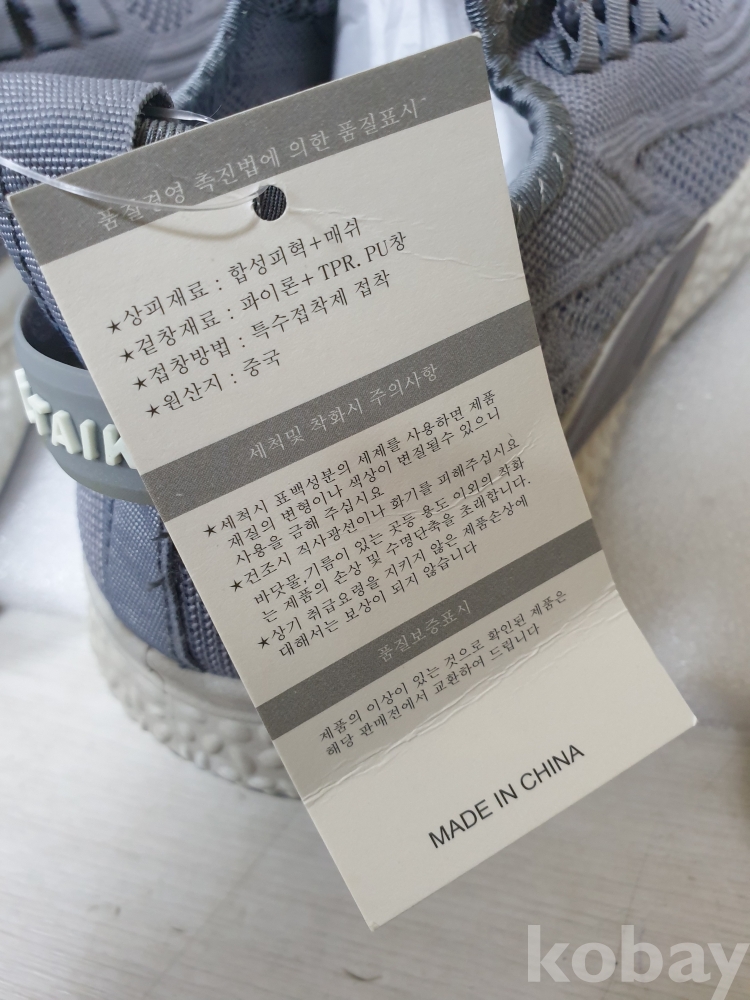 품질경영 촉진법에 의한 품질표시
★상피재료 : 합성피혁+매쉬
★겉창재료 : 파이론+ TPR. PU창
★접창방법 : 특수접착제 접착
★원산지 : 중국
세척및 착화시 주의사항
★세척시 표백성분의 세제를 사용하면 제품
재질의 변형이나 색상이 변질될수 있으니
사용을 금해 주십시요
★건조시 직사광선이나 화기를 피해주십시요
바닷물,기름이 있는 곳등 용도 이외의 착화
는 제품의 손상 및 수명단축을 초래합니다.
★상기 취급요령을 지키지 않은 제품손상에
대해서는 보상이 되지 않습니다
품질보증표시
제품의 이상이 있는 것으로 확인된 제품은
해당 판매전에서 교환하여 드립니다
MADE IN CHINA
kobay